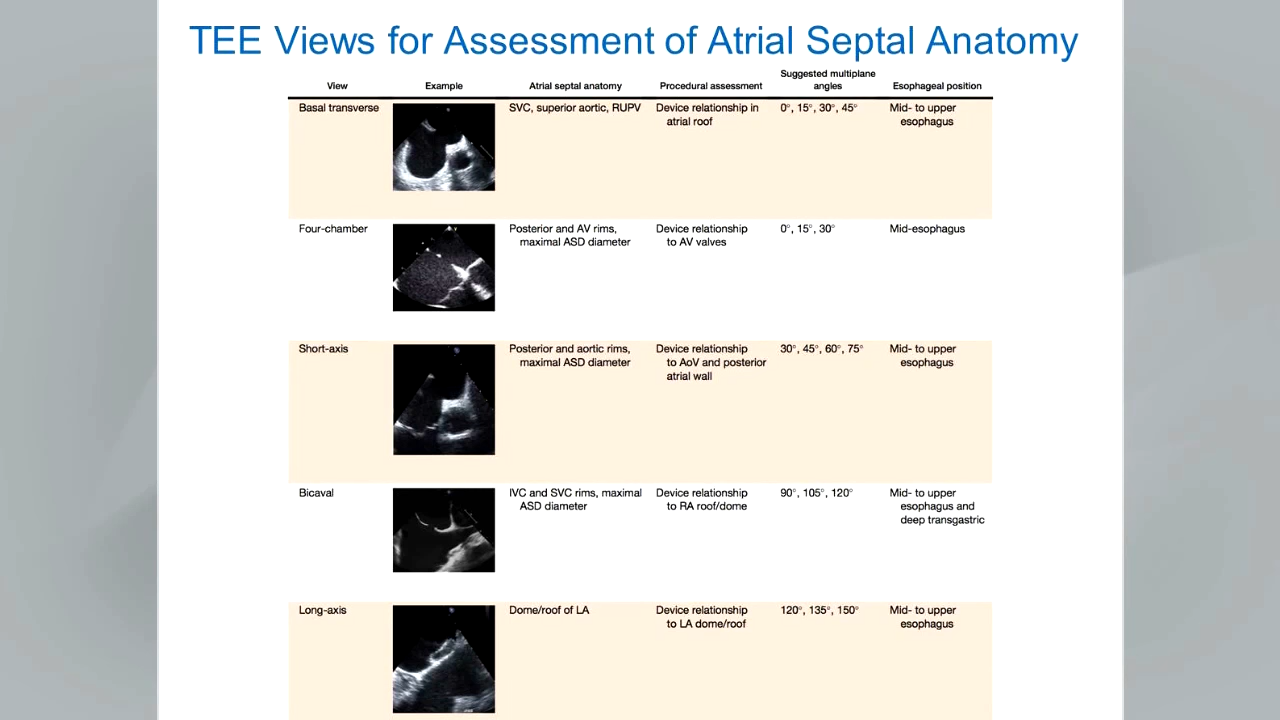 TEE Views for Assessment of Atrial Septal Anatomy
View Example Atrial septal anatomy Procedural assessment Suggested multiplane angles Esophageal position
Basal transverse SVC, superior aortic, RUPV Device relationship in 0°, 15°, 30°, 45° Mid- to upper
atrial roof esophagus
Four-chamber Posterior and AV rims, Device relationship 0°, 15°, 30° Mid-esophagus
maximal ASD diameter to AV valves
Short-axis Posterior and aortic rims, Device relationship 30°, 45°, 60°, 75° Mid- to upper
maximal ASD diameter to AoV and posterior esophagus
atrial wall
Bicaval IVC and SVC rims, maximal Device relationship 90°, 105°, 120° Mid- to upper
ASD diameter to RA roof/dome esophagus and
deep transgastric
Long-axis Dome/roof of LA Device relationship 120°, 135°, 150° Mid- to upper
to LA dome/roof esophagus